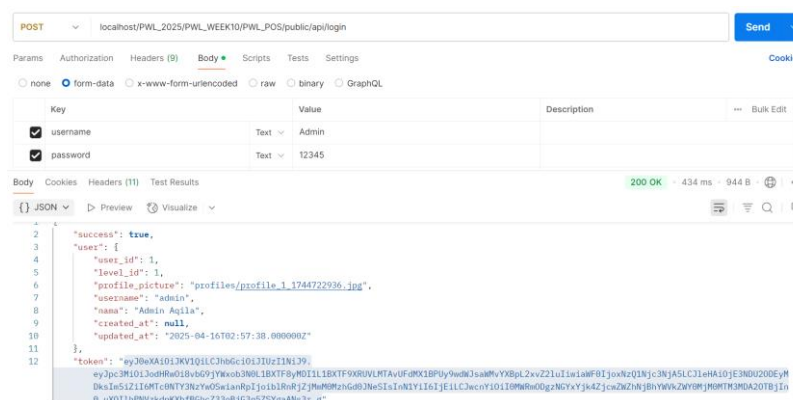 POST localhost/PWL_2025/PWL_WEEK10/PWL_POS/public/api/login Send
Params Authorization Headers (9) Body Scripts Tests Settings
none form-data x-www-form-urlencoded raw binary GraphQL
Key Value Description ••• Bulk Edit
username Text Admin
password Text 12345
Body Cookies Headers (11) Test Results 200 OK 434 ms 944 B
{} JSON Preview Visualize
2 "success": true,
3 "user": {
4 "user_id": 1,
5 "level_id": 1,
6 "profile_picture": "profiles/profile_1_1744722936.jpg",
7 "username": "admin",
8 "nama": "Admin Aqila",
9 "created_at": null,
10 "updated_at": "2025-04-16T02:57:38.000000Z"
11 },
12 "token": "eyJ0eXAiOiJKV1QiLCJhbGciOiJIUzI1NiJ9.